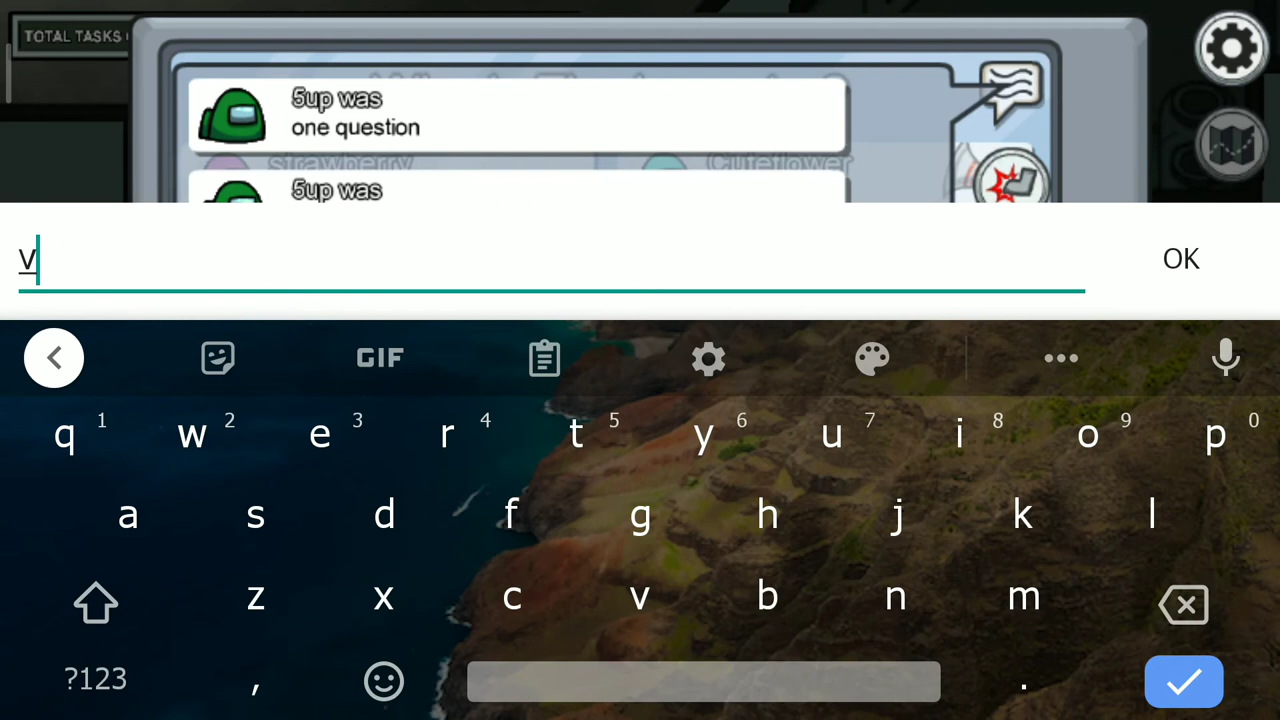 TOTAL TASKS
5up was
one question
strawberry
Cuteflower
5up was
v
OK
GIF
q 1 w 2 e 3 r 4 t 5 y 6 u 7 i 8 o 9 p 0
a s d f g h j k l
z x c v b n m
?123 , .